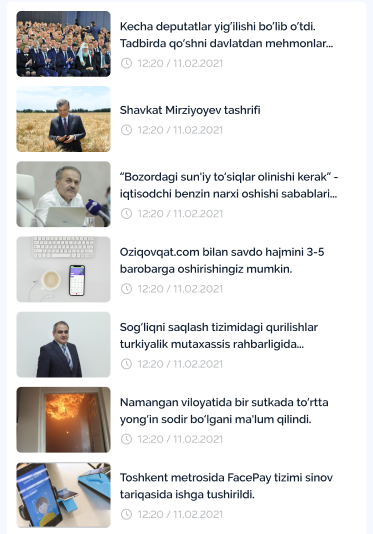 Kecha deputatlar yig‘ilishi bo‘lib o‘tdi.
Tadbirda qo‘shni davlatdan mehmonlar...
12:20 / 11.02.2021
Shavkat Mirziyoyev tashrifi
12:20 / 11.02.2021
“Bozordagi sun’iy to‘siqlar olinishi kerak” -
iqtisodchi benzin narxi oshishi sabablari...
12:20 / 11.02.2021
Oziqovqat.com bilan savdo hajmini 3-5
barobarga oshirishingiz mumkin.
12:20 / 11.02.2021
Sog‘liqni saqlash tizimidagi qurilishlar
turkiyalik mutaxassis rahbarligida...
12:20 / 11.02.2021
Namangan viloyatida bir sutkada to‘rtta
yong‘in sodir bo‘lgani ma’lum qilindi.
12:20 / 11.02.2021
Toshkent metrosida FacePay tizimi sinov
tariqasida ishga tushirildi.
12:20 / 11.02.2021